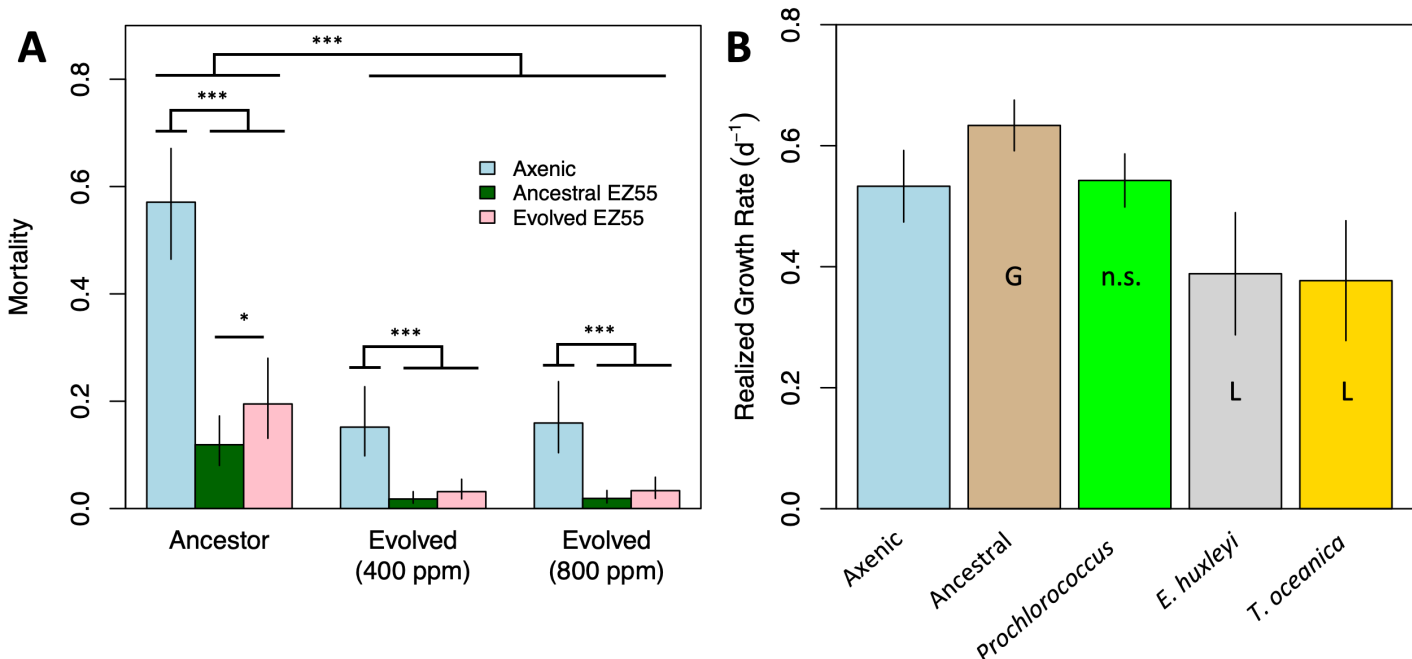 A
Mortality
0.0
0.2
0.4
0.6
0.8
***
***
*
***
***
Axenic
Ancestral EZ55
Evolved EZ55
Ancestor
Evolved
(400 ppm)
Evolved
(800 ppm)
B
Realized Growth Rate (d⁻¹)
0.0
0.2
0.4
0.6
0.8
G
n.s.
L
L
Axenic
Ancestral
Prochlorococcus
E. huxleyi
T. oceanica